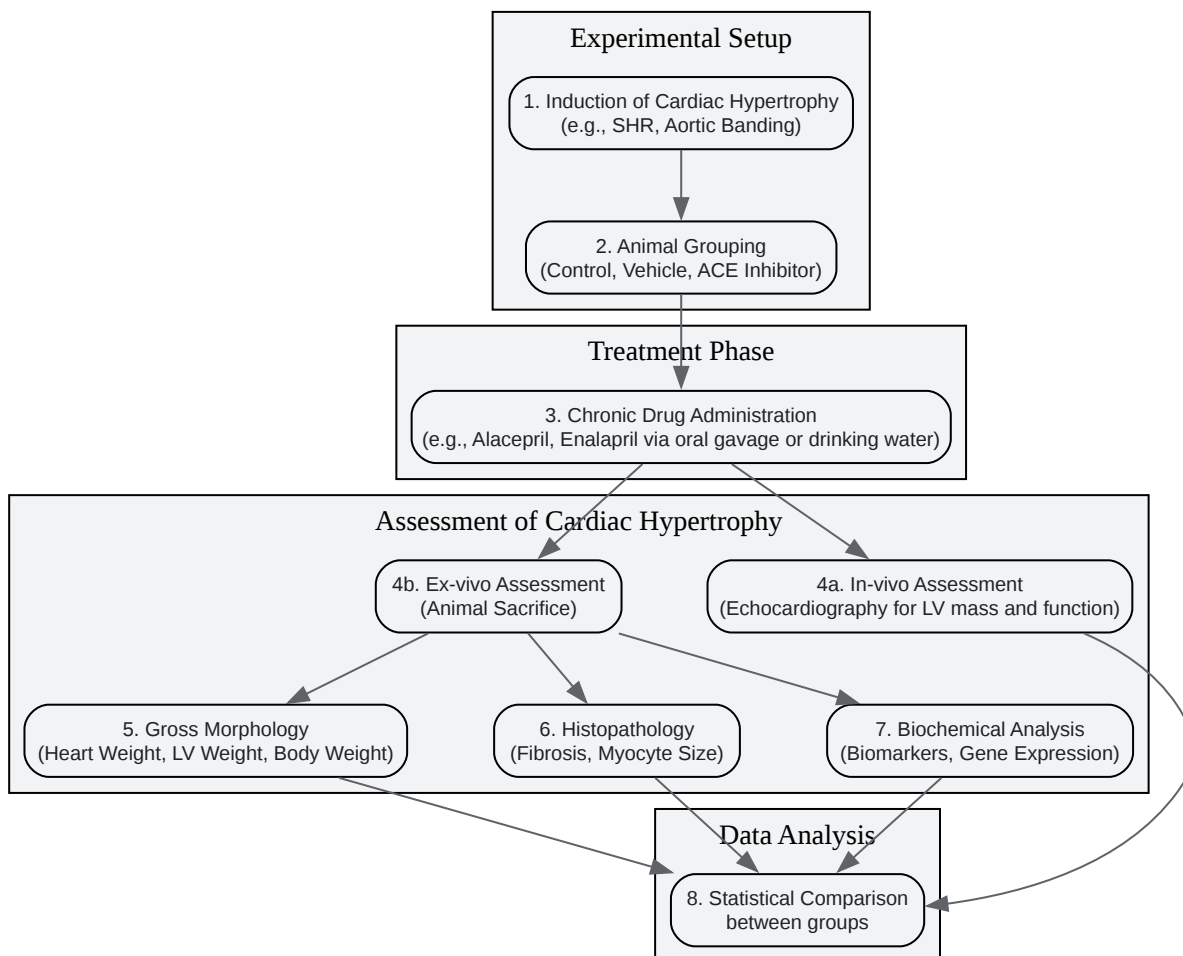 Experimental Setup
1. Induction of Cardiac Hypertrophy
(e.g., SHR, Aortic Banding)
2. Animal Grouping
(Control, Vehicle, ACE Inhibitor)
Treatment Phase
3. Chronic Drug Administration
(e.g., Alacepril, Enalapril via oral gavage or drinking water)
Assessment of Cardiac Hypertrophy
4b. Ex-vivo Assessment
(Animal Sacrifice)
4a. In-vivo Assessment
(Echocardiography for LV mass and function)
5. Gross Morphology
(Heart Weight, LV Weight, Body Weight)
6. Histopathology
(Fibrosis, Myocyte Size)
7. Biochemical Analysis
(Biomarkers, Gene Expression)
Data Analysis
8. Statistical Comparison
between groups